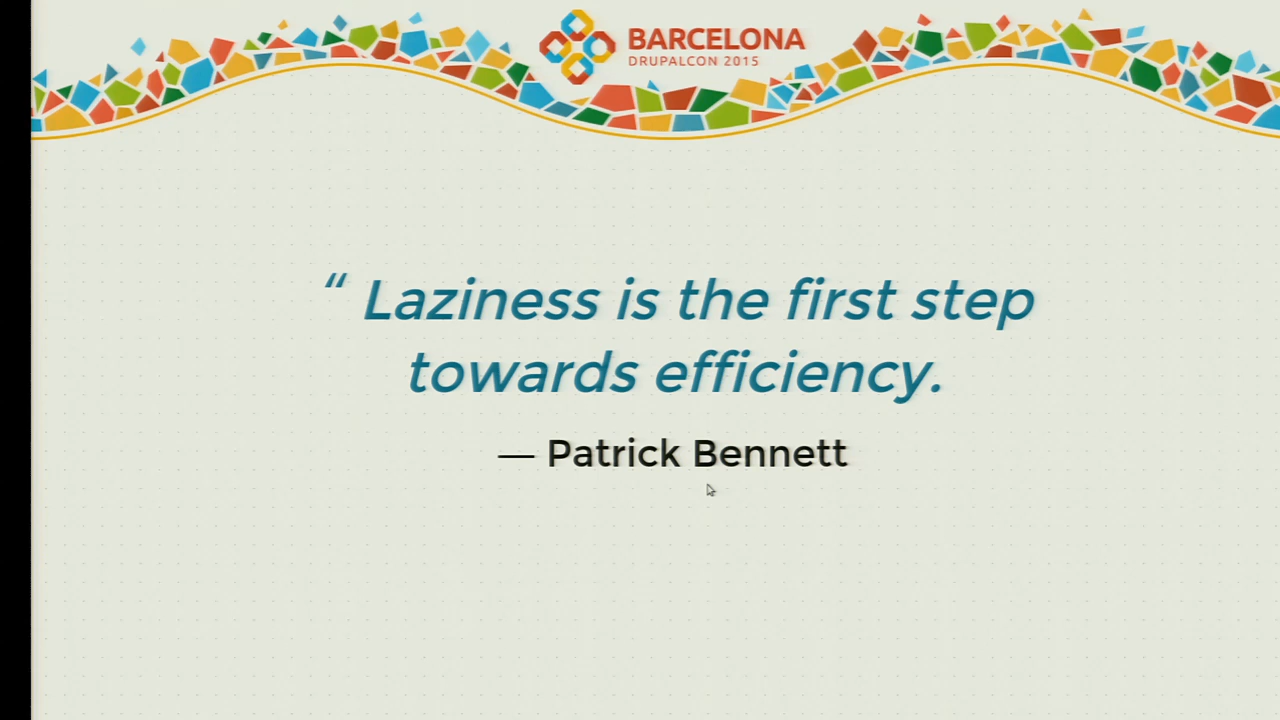 BARCELONA
DRUPALCON 2015
“ Laziness is the first step
towards efficiency.
— Patrick Bennett